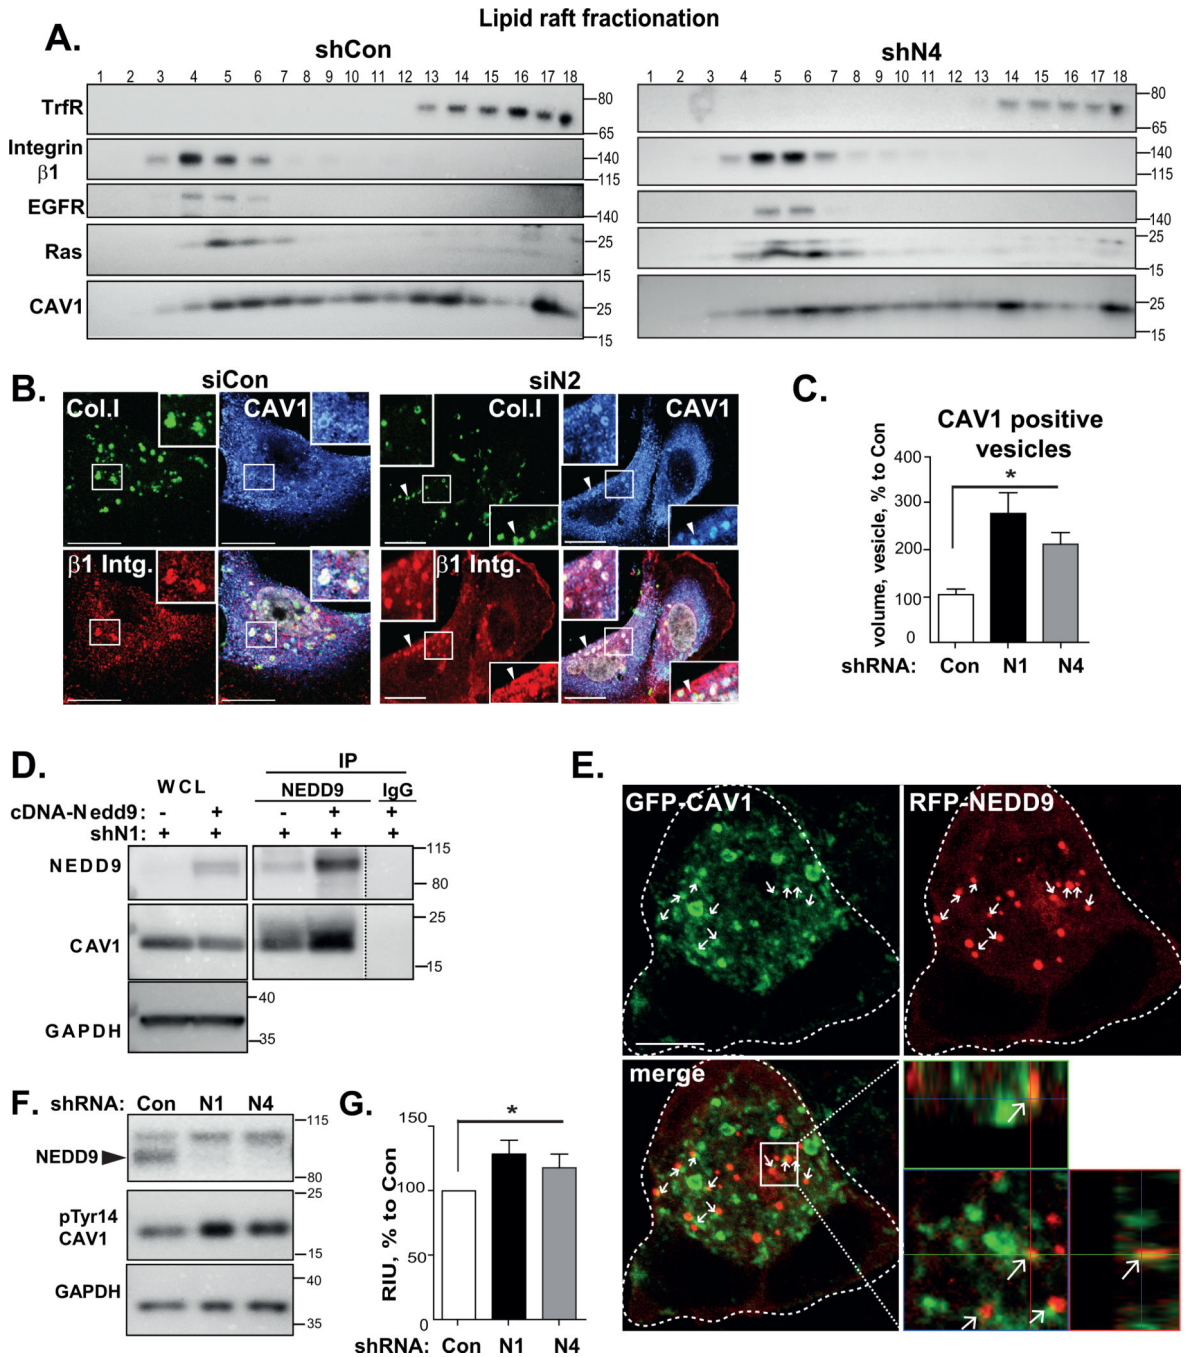 Lipid raft fractionation
A.
shCon
shN4
1 2 3 4 5 6 7 8 9 10 11 12 13 14 15 16 17 18
1 2 3 4 5 6 7 8 9 10 11 12 13 14 15 16 17 18
TrfR
80
65
80
65
Integrin
β1
140
115
140
115
EGFR
140
140
Ras
25
15
25
15
CAV1
25
15
25
15
B.
siCon
siN2
Col.I
CAV1
Col.I
CAV1
β1 Intg.
β1 Intg.
C.
CAV1 positive
vesicles
volume, vesicle, % to Con
400
300
200
100
0
*
shRNA: Con N1 N4
D.
IP
WCL
NEDD9
IgG
cDNA-Nedd9: - + - + +
shN1: + + + + +
NEDD9
115
80
CAV1
25
15
GAPDH
40
35
E.
GFP-CAV1
RFP-NEDD9
merge
F.
shRNA: Con N1 N4
NEDD9
115
80
pTyr14
CAV1
25
15
GAPDH
40
35
G.
RIU, % to Con
150
100
50
0
*
shRNA: Con N1 N4